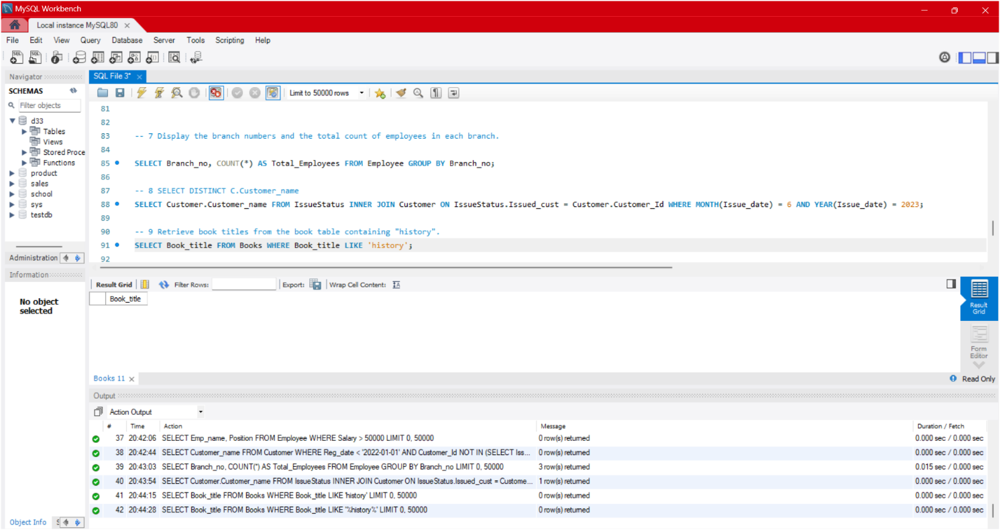 MySQL Workbench
Local instance MySQL80
File Edit View Query Database Server Tools Scripting Help
Navigator
SCHEMAS
Filter objects
d33
Tables
Views
Stored Proce
Functions
product
sales
school
sys
testdb
Administration
Information
No object
selected
Object Info S
SQL File 3*
Limit to 50000 rows
81
82
83 -- 7 Display the branch numbers and the total count of employees in each branch.
84
85 SELECT Branch_no, COUNT(*) AS Total_Employees FROM Employee GROUP BY Branch_no;
86
87 -- 8 SELECT DISTINCT C.Customer_name
88 SELECT Customer.Customer_name FROM IssueStatus INNER JOIN Customer ON IssueStatus.Issued_cust = Customer.Customer_Id WHERE MONTH(Issue_date) = 6 AND YEAR(Issue_date) = 2023;
89
90 -- 9 Retrieve book titles from the book table containing "history".
91 SELECT Book_title FROM Books WHERE Book_title LIKE 'history';
92
Result Grid Filter Rows: Export: Wrap Cell Content:
Book_title
Result
Grid
Form
Editor
Books 11
Read Only
Output
Action Output
# Time Action Message Duration / Fetch
37 20:42:06 SELECT Emp_name, Position FROM Employee WHERE Salary > 50000 LIMIT 0, 50000 0 row(s) returned 0.000 sec / 0.000 sec
38 20:42:44 SELECT Customer_name FROM Customer WHERE Reg_date < '2022-01-01' AND Customer_Id NOT IN (SELECT Iss... 0 row(s) returned 0.000 sec / 0.000 sec
39 20:43:03 SELECT Branch_no, COUNT(*) AS Total_Employees FROM Employee GROUP BY Branch_no LIMIT 0, 50000 3 row(s) returned 0.015 sec / 0.000 sec
40 20:43:54 SELECT Customer.Customer_name FROM IssueStatus INNER JOIN Customer ON IssueStatus.Issued_cust = Custome... 1 row(s) returned 0.000 sec / 0.000 sec
41 20:44:15 SELECT Book_title FROM Books WHERE Book_title LIKE 'history' LIMIT 0, 50000 0 row(s) returned 0.000 sec / 0.000 sec
42 20:44:28 SELECT Book_title FROM Books WHERE Book_title LIKE '%history%' LIMIT 0, 50000 0 row(s) returned 0.000 sec / 0.000 sec